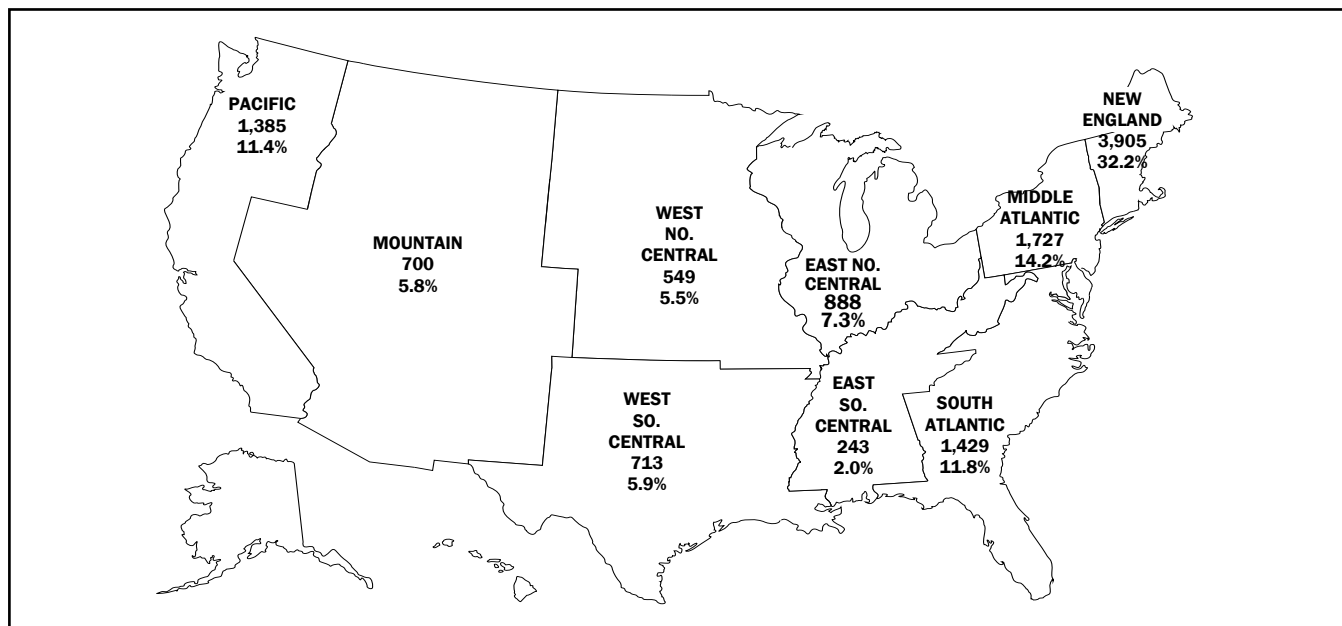 PACIFIC
1,385
11.4%
MOUNTAIN
700
5.8%
WEST
NO.
CENTRAL
549
5.5%
EAST NO.
CENTRAL
888
7.3%
NEW
ENGLAND
3,905
32.2%
MIDDLE
ATLANTIC
1,727
14.2%
WEST
SO.
CENTRAL
713
5.9%
EAST
SO.
CENTRAL
243
2.0%
SOUTH
ATLANTIC
1,429
11.8%